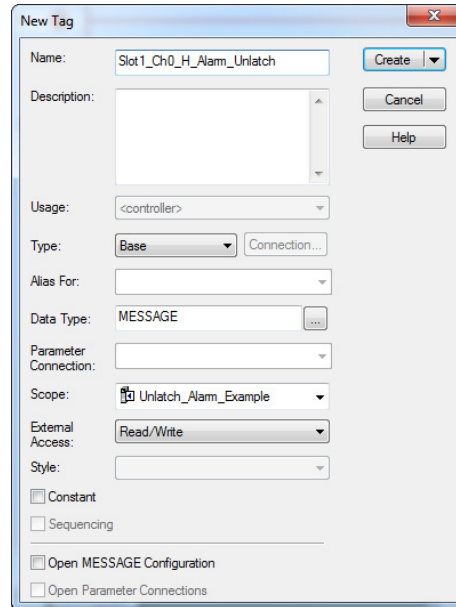 New Tag
Name: Slot1_Ch0_H_Alarm_Unlatch Create
Description: Cancel
Help
Usage: <controller>
Type: Base Connection...
Alias For:
Data Type: MESSAGE ...
Parameter
Connection:
Scope: Unlatch_Alarm_Example
External
Access: Read/Write
Style:
Constant
Sequencing
Open MESSAGE Configuration
Open Parameter Connections